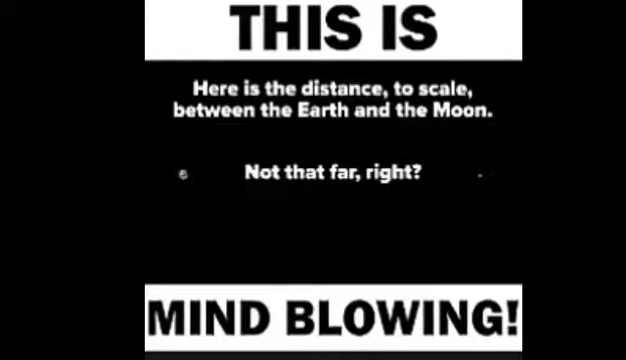 THIS IS
Here is the distance, to scale,
between the Earth and the Moon.
Not that far, right?
MIND BLOWING!